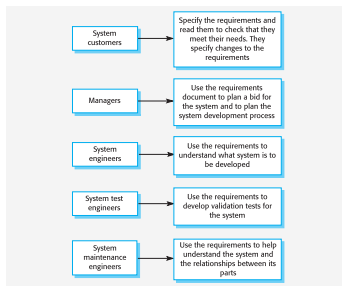 System
customers
Specify the requirements and
read them to check that they
meet their needs. They
specify changes to the
requirements
Managers
Use the requirements
document to plan a bid for
the system and to plan the
system development process
System
engineers
Use the requirements to
understand what system is to
be developed
System test
engineers
Use the requirements to
develop validation tests for
the system
System
maintenance
engineers
Use the requirements to help
understand the system and
the relationships between its
parts